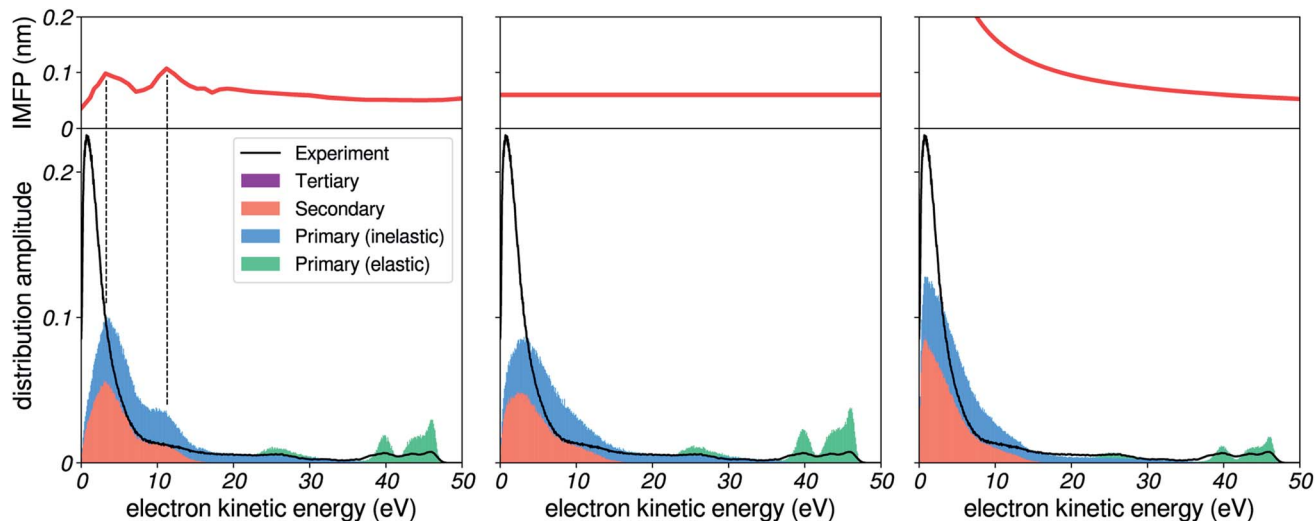 IMFP (nm)
0.2
0.1
0
distribution amplitude
0.2
0.1
0
Experiment
Tertiary
Secondary
Primary (inelastic)
Primary (elastic)
0 10 20 30 40 50
electron kinetic energy (eV)
0 10 20 30 40 50
electron kinetic energy (eV)
0 10 20 30 40 50
electron kinetic energy (eV)